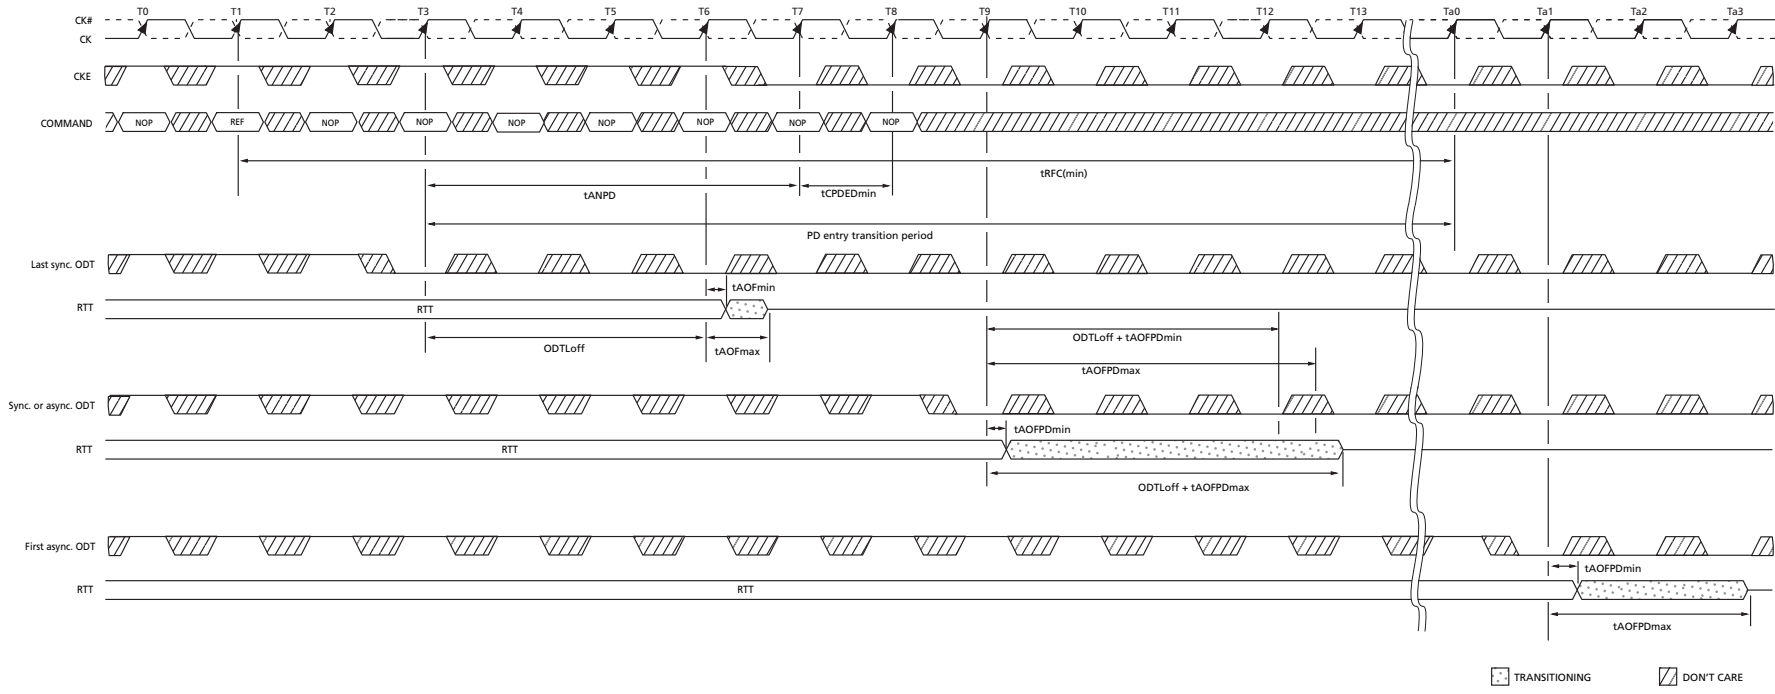 T0 T1 T2 T3 T4 T5 T6 T7 T8 T9 T10 T11 T12 T13 Ta0 Ta1 Ta2 Ta3
CK#
CK
CKE
COMMAND NOP REF NOP NOP NOP NOP NOP NOP NOP
tRFC(min)
tANPD tCPDEDmin
PD entry transition period
Last sync. ODT
tAOFmin
RTT RTT
ODTLoff tAOFmax ODTLoff + tAOFPDmin
tAOFPDmax
Sync. or async. ODT
tAOFPDmin
RTT RTT
ODTLoff + tAOFPDmax
First async. ODT
tAOFPDmin
RTT RTT
tAOFPDmax
TRANSITIONING DON'T CARE